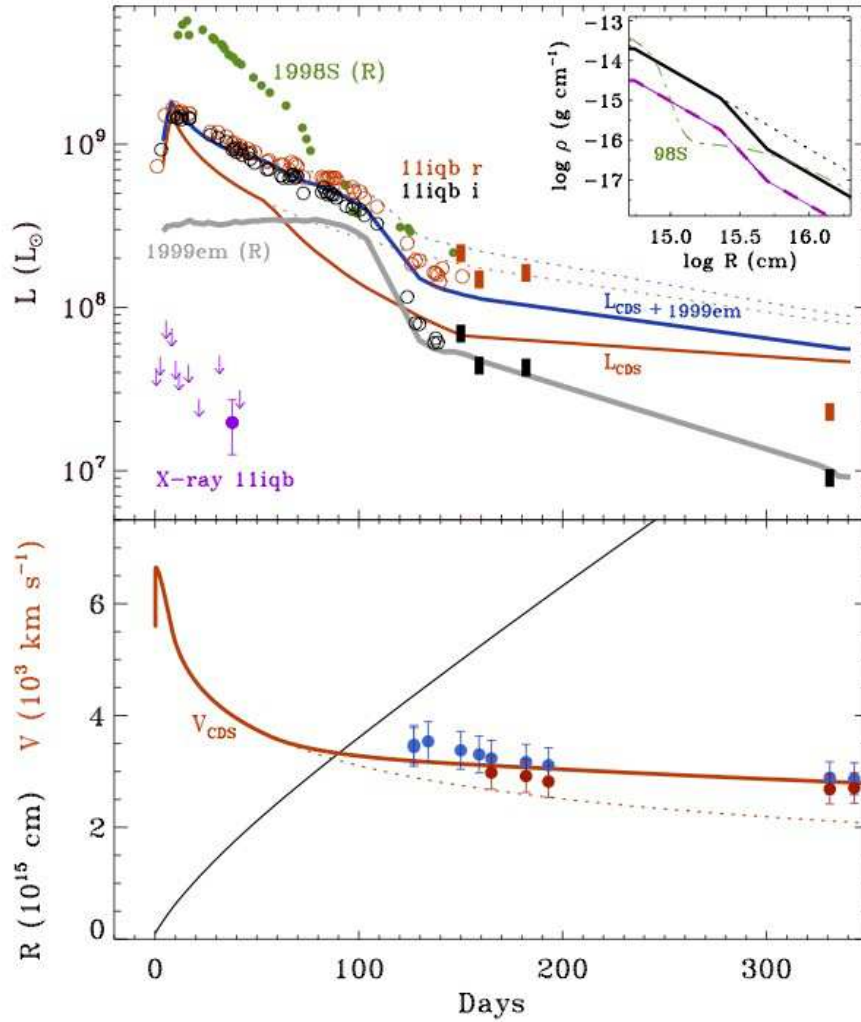 1998S (R)
11iqb r
11iqb i
1999em (R)
L_CDS + 1999em
L_CDS
X-ray 11iqb
L (L⊙)
10⁹
10⁸
10⁷
98S
log ρ (g cm⁻¹)
-13
-14
-15
-16
-17
15.0 15.5 16.0
log R (cm)
V_CDS
R (10¹⁵ cm) V (10³ km s⁻¹)
6
4
2
0
0 100 200 300
Days